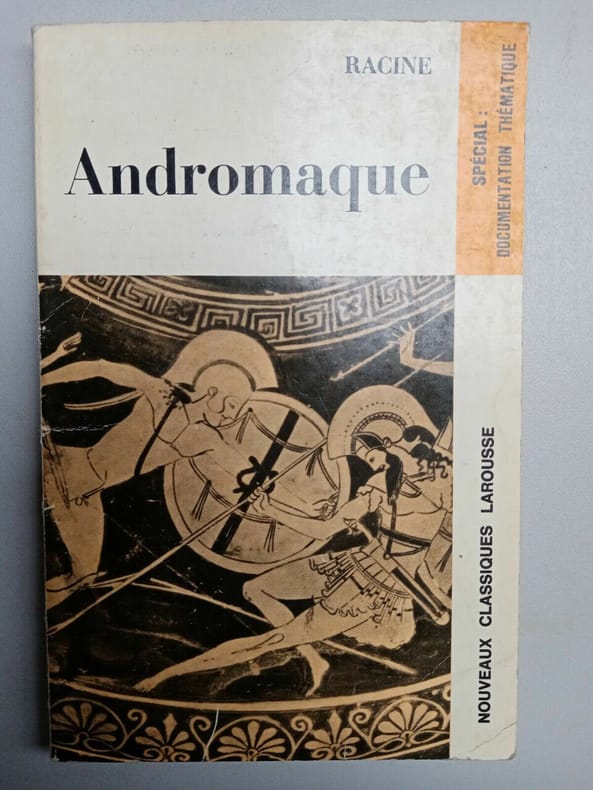 RACINE
Andromaque
SPÉCIAL :
DOCUMENTATION THÉMATIQUE
NOUVEAUX CLASSIQUES LAROUSSE